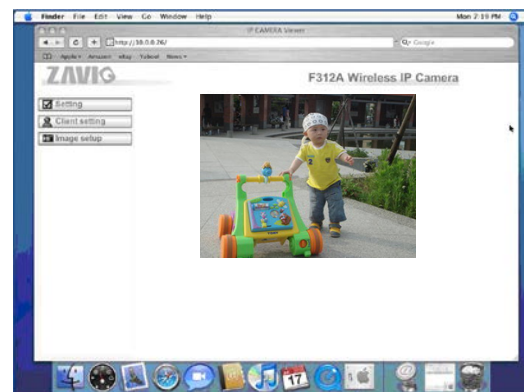 Finder File Edit View Go Window Help Mon 2:19 PM
IP CAMERA Viewer
http://10.0.0.26/
Google
Apple Amazon eBay Yahoo! News
ZAVIO
F312A Wireless IP Camera
Setting
Client setting
Image setup
17